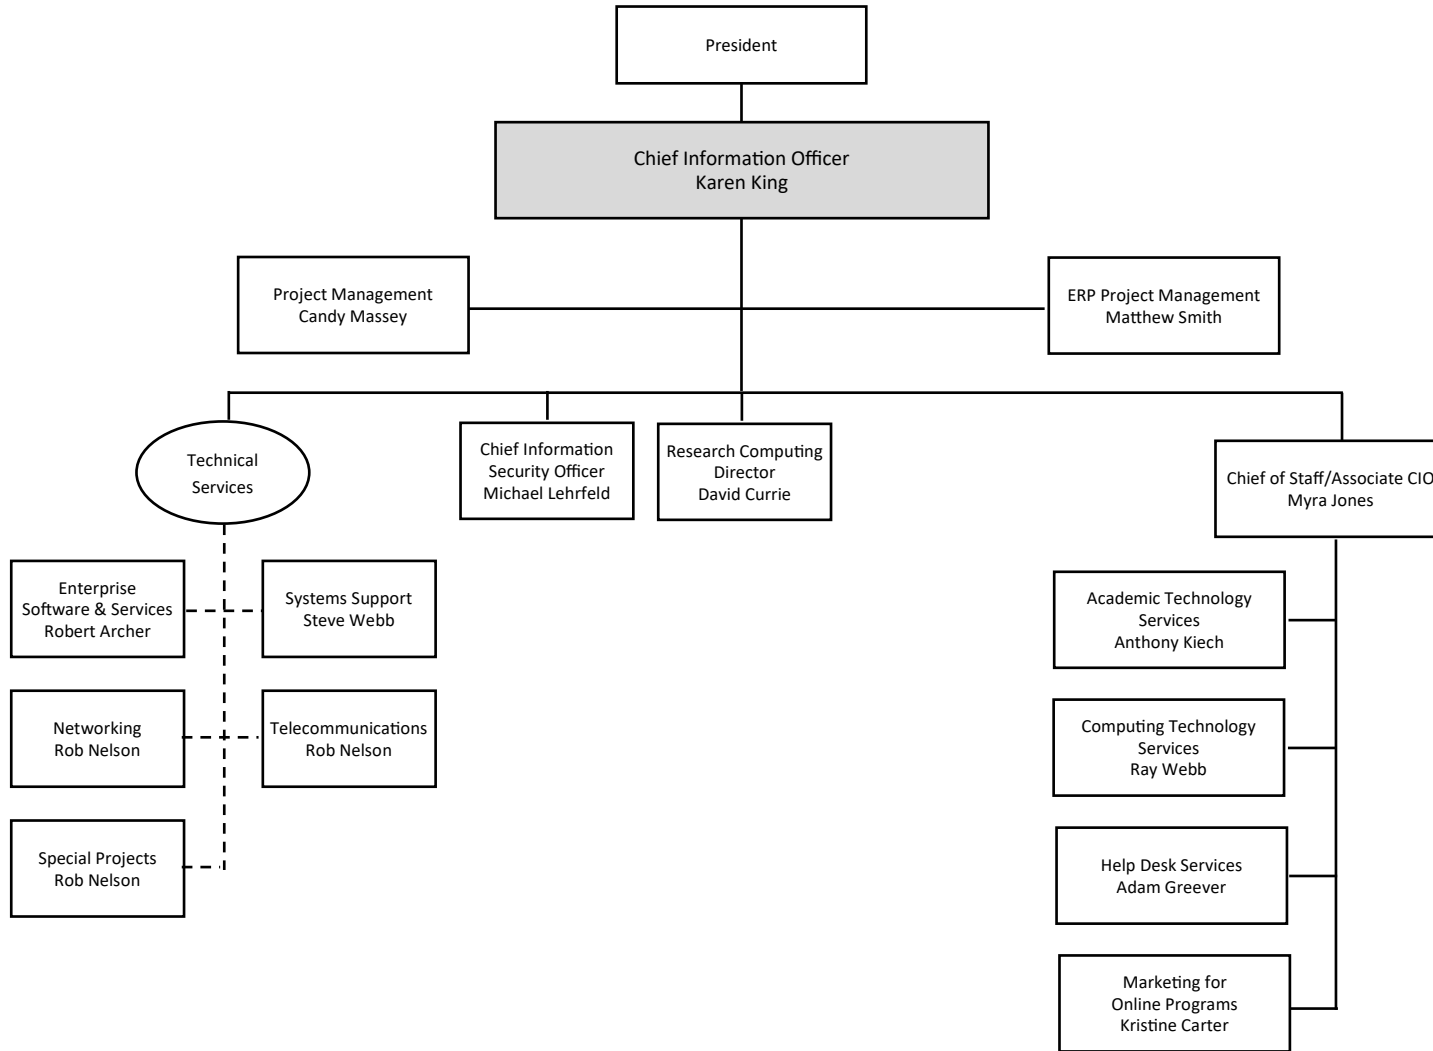 President
Chief Information Officer
Karen King
Project Management
Candy Massey
ERP Project Management
Matthew Smith
Technical
Services
Chief Information
Security Officer
Michael Lehrfeld
Research Computing
Director
David Currie
Chief of Staff/Associate CIO
Myra Jones
Enterprise
Software & Services
Robert Archer
Systems Support
Steve Webb
Networking
Rob Nelson
Telecommunications
Rob Nelson
Special Projects
Rob Nelson
Academic Technology
Services
Anthony Kiech
Computing Technology
Services
Ray Webb
Help Desk Services
Adam Greever
Marketing for
Online Programs
Kristine Carter